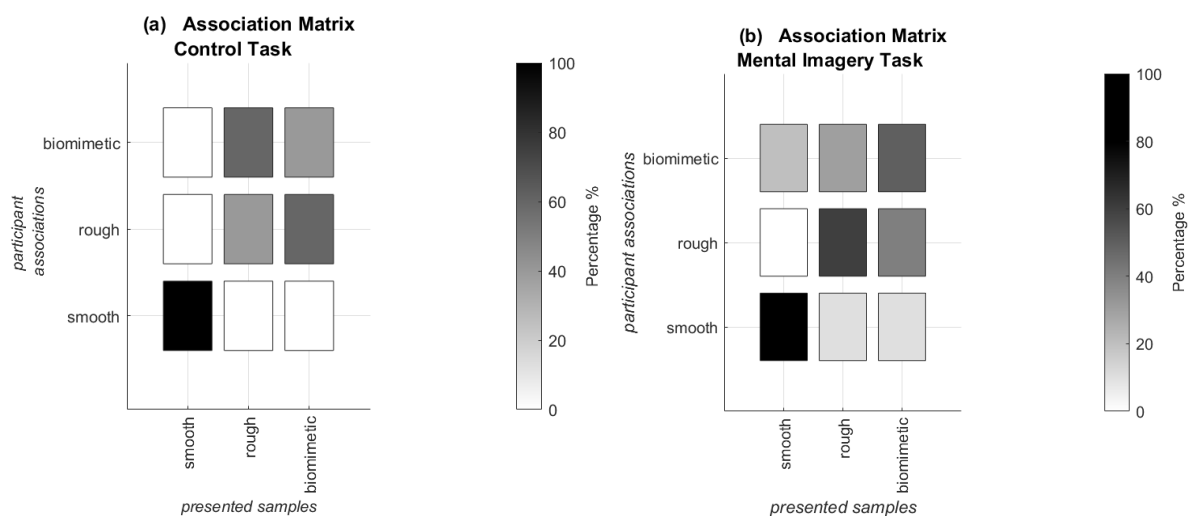 (a) Association Matrix
Control Task
biomimetic
rough
smooth
participant
associations
smooth
rough
biomimetic
presented samples
100
80
60
40
20
0
Percentage %
(b) Association Matrix
Mental Imagery Task
biomimetic
rough
smooth
participant associations
smooth
rough
biomimetic
presented samples
100
80
60
40
20
0
Percentage %